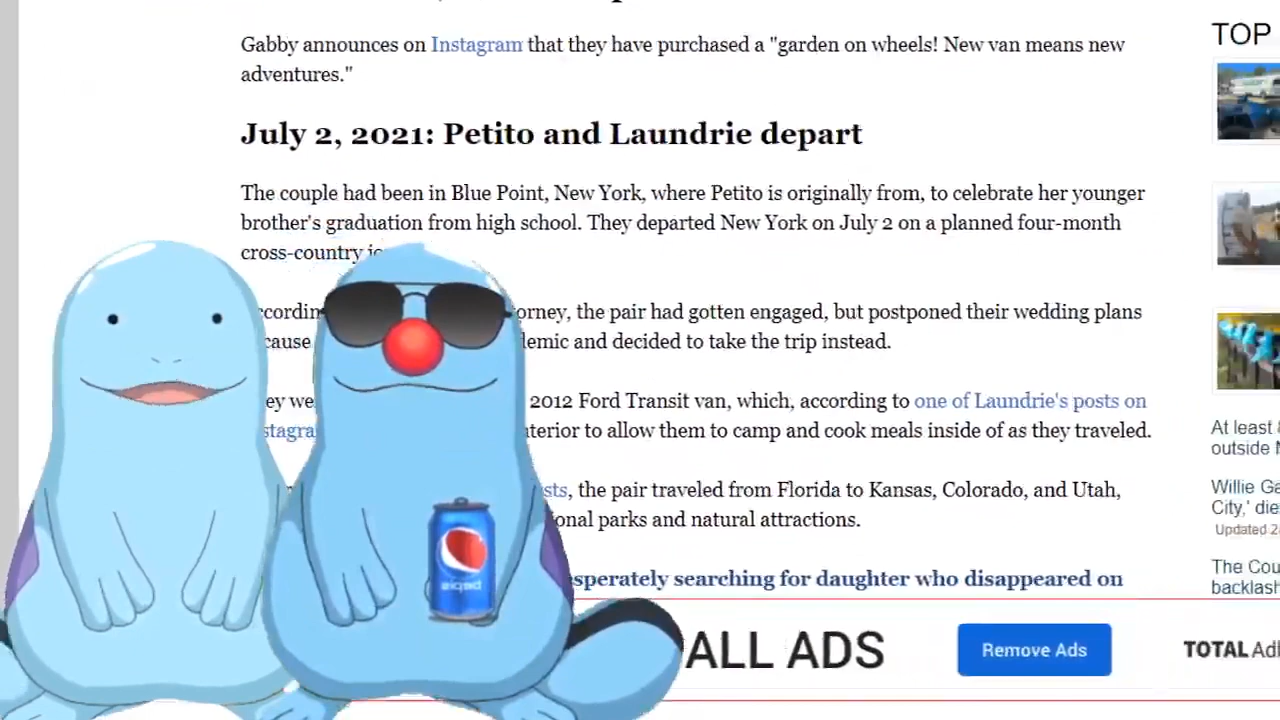 Gabby announces on Instagram that they have purchased a "garden on wheels! New van means new
adventures."
July 2, 2021: Petito and Laundrie depart
The couple had been in Blue Point, New York, where Petito is originally from, to celebrate her younger
brother's graduation from high school. They departed New York on July 2 on a planned four-month
cross-country
the pair had gotten engaged, but postponed their wedding plans
and decided to take the trip instead.
2012 Ford Transit van, which, according to one of Laundrie's posts on
to allow them to camp and cook meals inside of as they traveled.
the pair traveled from Florida to Kansas, Colorado, and Utah,
parks and natural attractions.
searching for daughter who disappeared on
ALL ADS
Remove Ads
TOTAL
TOP
At least
outside
Willie
City,'
Updated
The
pepsi